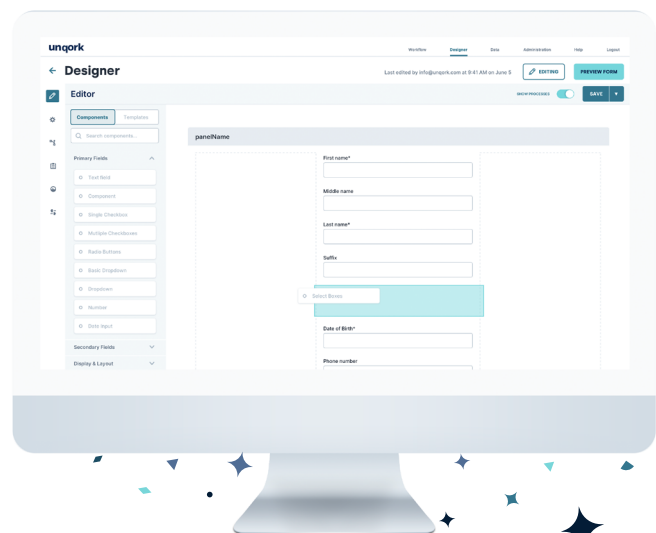 unqork
Workflow Designer Data Administration Help Logout
← Designer
Last edited by info@unqork.com at 9:41 AM on June 5
EDITING
PREVIEW FORM
Editor
SHOW PROCESSES
SAVE
Components Templates
Search components...
panelName
Primary Fields
Text field
Component
Single Checkbox
Multiple Checkboxes
Radio Buttons
Basic Dropdown
Dropdown
Number
Date Input
Secondary Fields
Display & Layout
First name*
Middle name
Last name*
Suffix
Select Boxes
Date of Birth*
Phone number